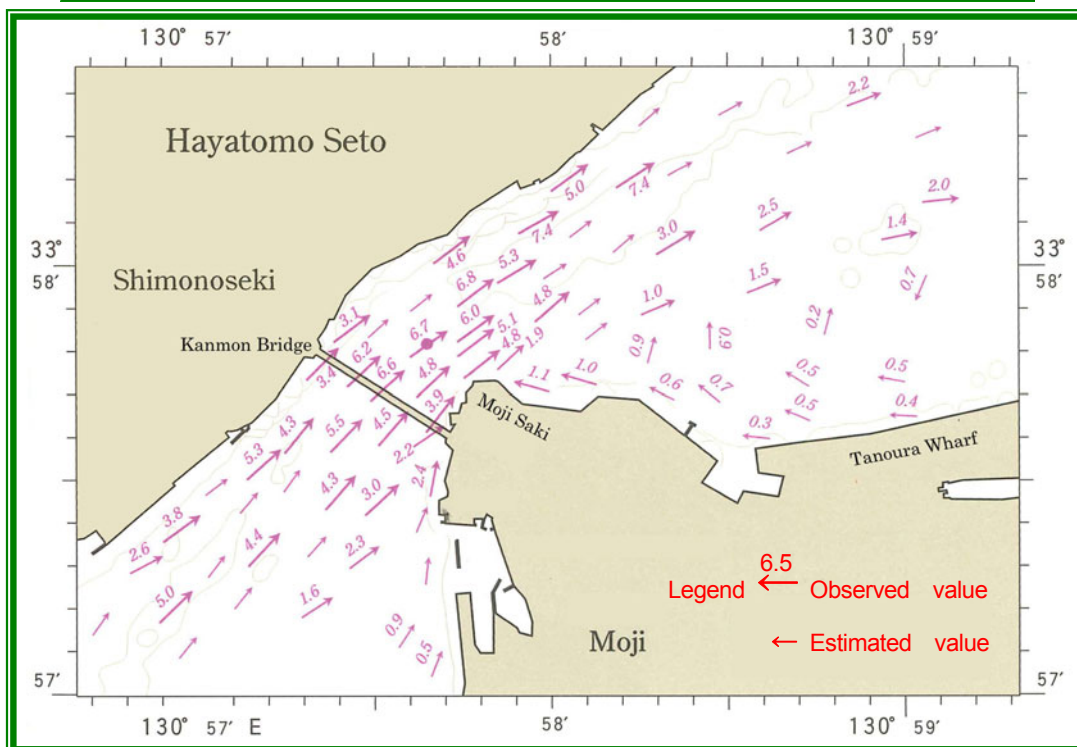 130° 57′ 58′ 130° 59′
2.2
Hayatomo Seto
5.0 7.4 2.0
7.4 2.5
4.6 3.0 1.4
33° 33°
58′ 58′
Shimonoseki
5.3 0.7
6.8 1.5
4.8 1.0
3.1 6.0 0.2
6.7 5.1
Kanmon Bridge 4.8 1.9 0.9 0.9
6.2
3.4 6.6 4.8 1.1 1.0 0.6 0.7 0.5 0.5
3.9 Moji Saki
4.3 5.5 4.5 0.3 0.5 0.4
2.2
5.3 Tanoura Wharf
2.4
4.3 3.0
3.8
4.4 2.3
2.6
6.5
Legend Observed value
5.0 1.6
0.9
Moji Estimated value
0.5
57′ 57′
130° 57′ E 58′ 130° 59′